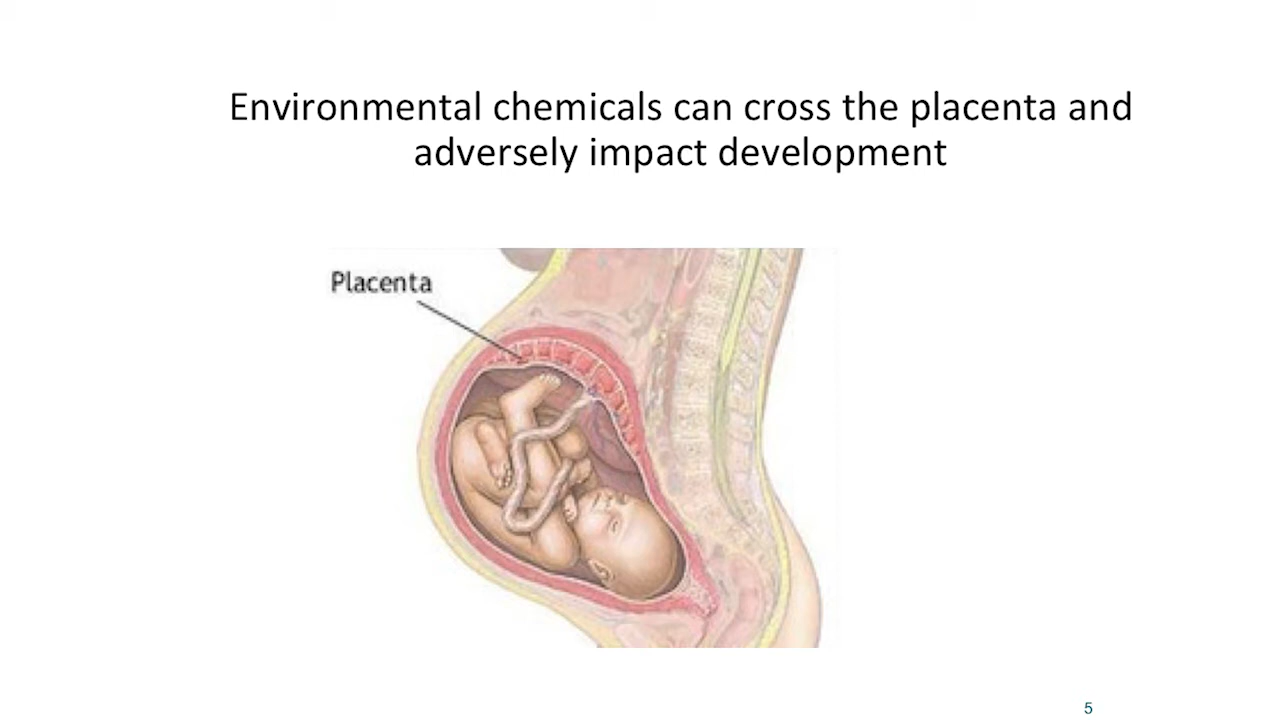 Environmental chemicals can cross the placenta and
adversely impact development
Placenta
5